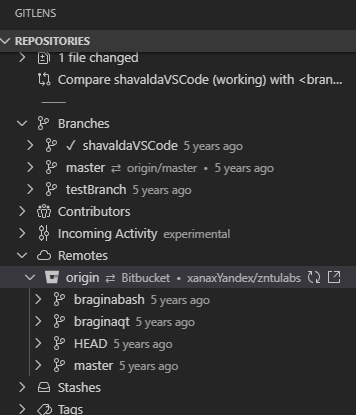 GITLENS
REPOSITORIES
1 file changed
Compare shavaldaVSCode (working) with <bran...
Branches
✓ shavaldaVSCode 5 years ago
master ⇄ origin/master • 5 years ago
testBranch 5 years ago
Contributors
Incoming Activity experimental
Remotes
origin ⇄ Bitbucket • xanaxYandex/zntulabs
braginabash 5 years ago
braginaqt 5 years ago
HEAD 5 years ago
master 5 years ago
Stashes
Tags